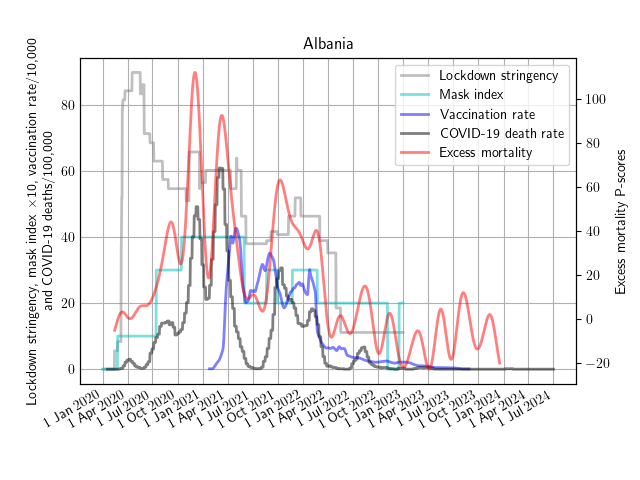 Albania
Lockdown stringency, mask index ×10, vaccination rate/10,000
and COVID-19 deaths/100,000
80
60
40
20
0
100
80
60
40
20
0
−20
Excess mortality P-scores
Lockdown stringency
Mask index
Vaccination rate
COVID-19 death rate
Excess mortality
1 Jan 2020
1 Apr 2020
1 Jul 2020
1 Oct 2020
1 Jan 2021
1 Apr 2021
1 Jul 2021
1 Oct 2021
1 Jan 2022
1 Apr 2022
1 Jul 2022
1 Oct 2022
1 Jan 2023
1 Apr 2023
1 Jul 2023
1 Oct 2023
1 Jan 2024
1 Apr 2024
1 Jul 2024